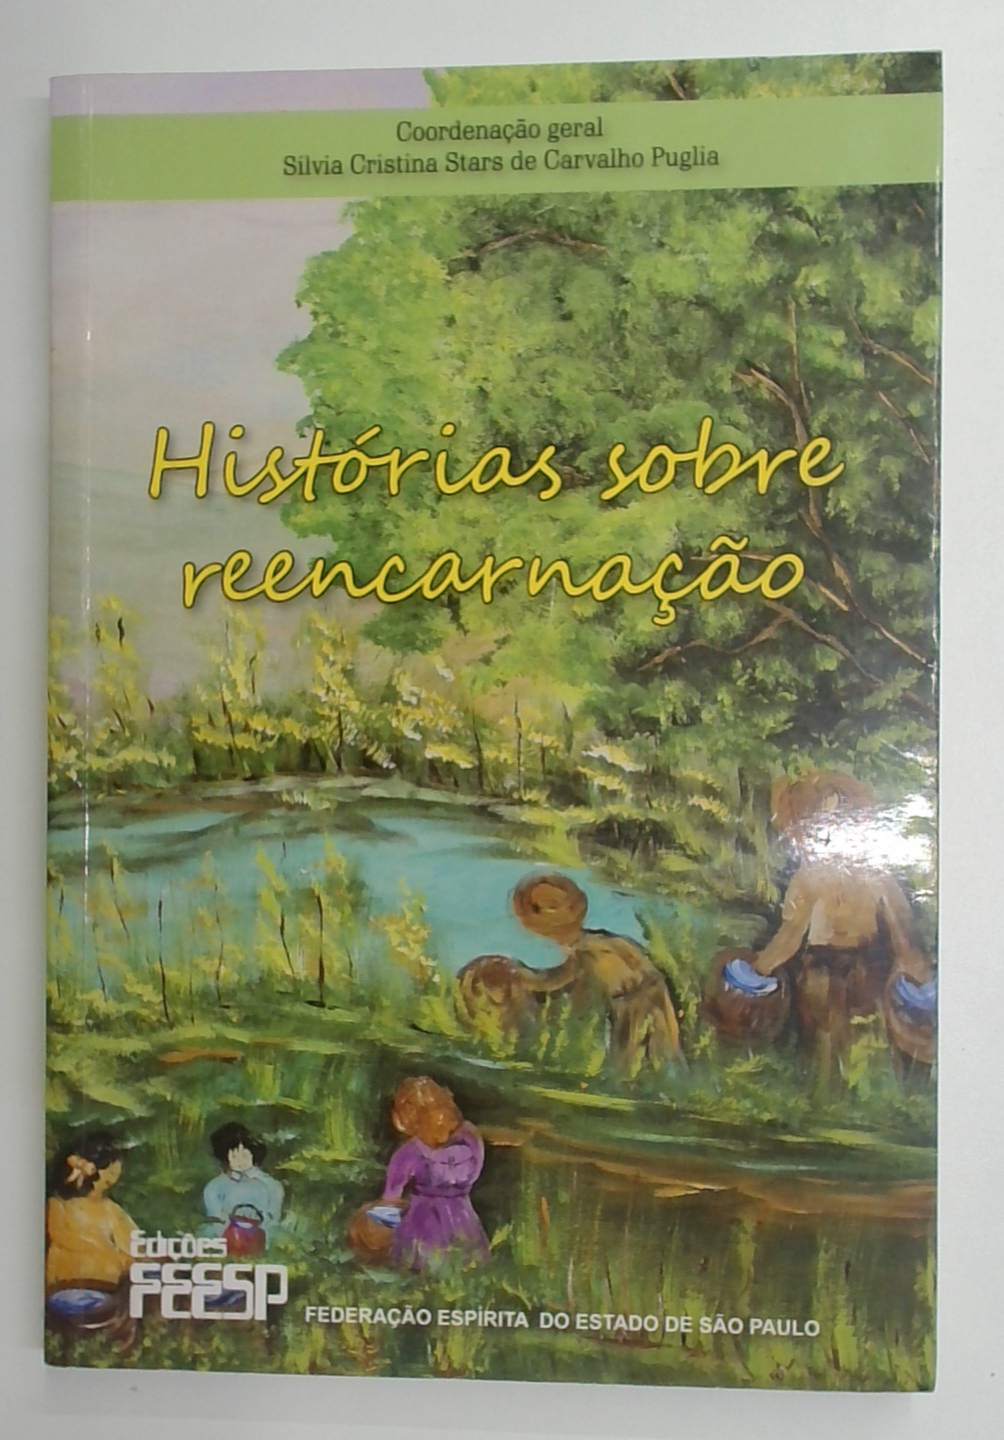 Coordenação geral
Silvia Cristina Stars de Carvalho Puglia
Histórias sobre
reencarnação
Edições
FEESP
FEDERAÇÃO ESPÍRITA DO ESTADO DE SÃO PAULO